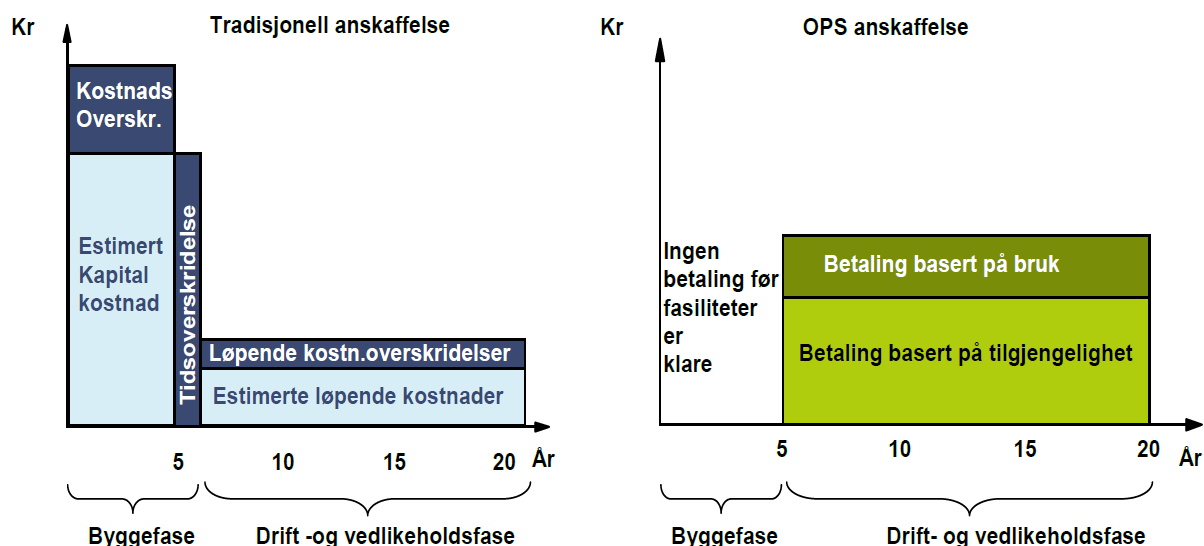 Kr
Tradisjonell anskaffelse
Kostnads
Overskr.
Estimert
Kapital
kostnad
Tidsoverskridelse
Løpende kostn.overskridelser
Estimerte løpende kostnader
5
10
15
20
År
Byggefase
Drift -og vedlikeholdsfase
Kr
OPS anskaffelse
Ingen
betaling før
fasiliteter
er
klare
Betaling basert på bruk
Betaling basert på tilgjengelighet
5
10
15
20
År
Byggefase
Drift- og vedlikeholdsfase